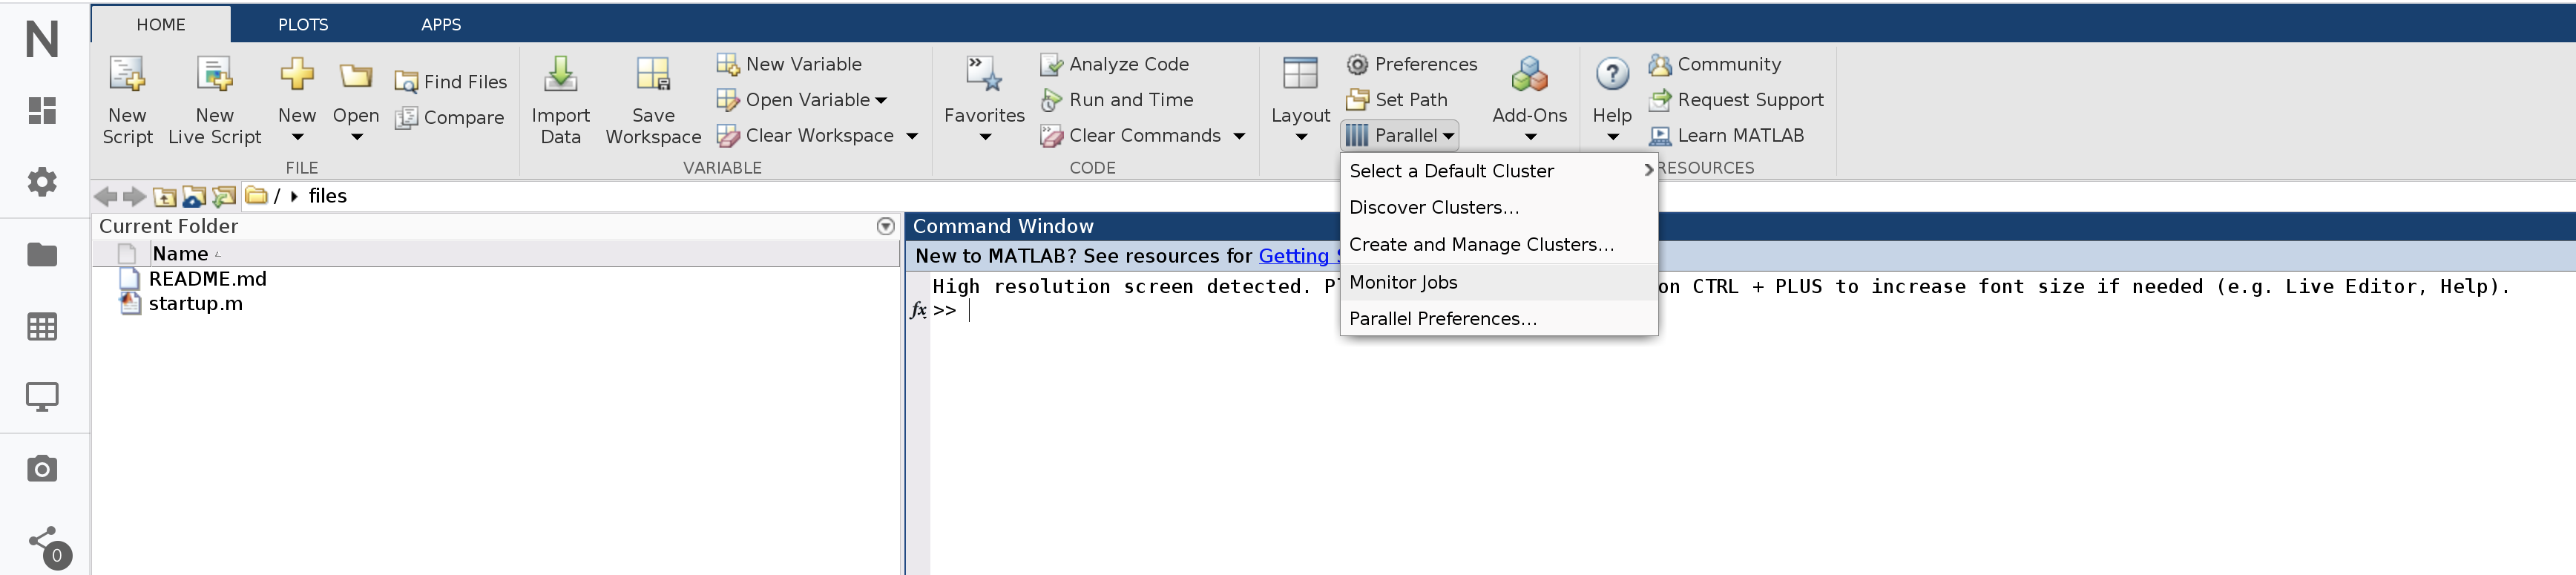 N
HOME PLOTS APPS
New Script
New Live Script
New
Open
Find Files
Compare
FILE
Import Data
Save Workspace
New Variable
Open Variable
Clear Workspace
VARIABLE
Favorites
Analyze Code
Run and Time
Clear Commands
CODE
Layout
Preferences
Set Path
Parallel
Add-Ons
Help
Community
Request Support
Learn MATLAB
RESOURCES
Select a Default Cluster
Discover Clusters...
Create and Manage Clusters...
Monitor Jobs
Parallel Preferences...
/ files
Current Folder
Name
README.md
startup.m
Command Window
New to MATLAB? See resources for Getting
High resolution screen detected. on CTRL + PLUS to increase font size if needed (e.g. Live Editor, Help).
fx >>
0